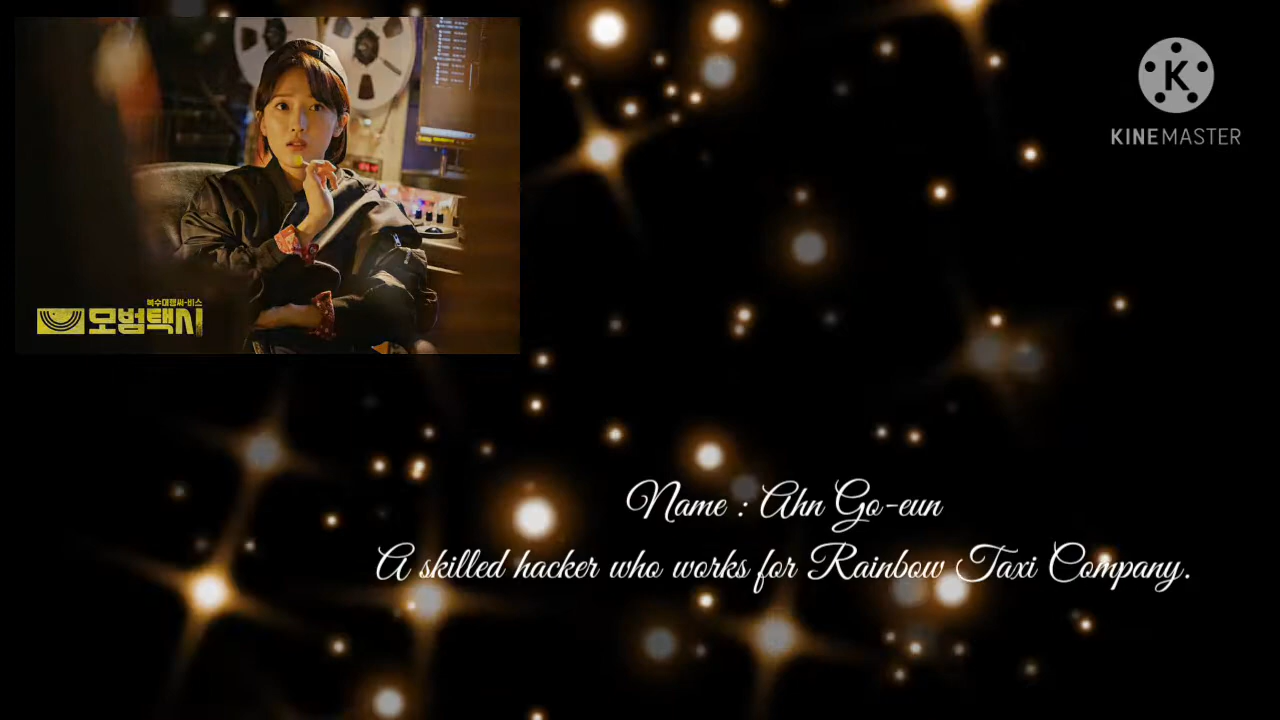 복수대행써-비스
모범택시
K
KINEMASTER
Name : Ahn Go-eun
A skilled hacker who works for Rainbow Taxi Company.